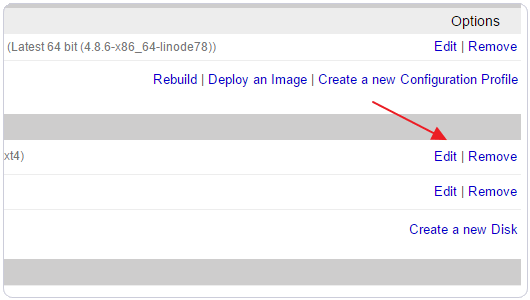 Options
(Latest 64 bit (4.8.6-x86_64-linode78)) Edit | Remove
Rebuild | Deploy an Image | Create a new Configuration Profile
xt4) Edit | Remove
Edit | Remove
Create a new Disk